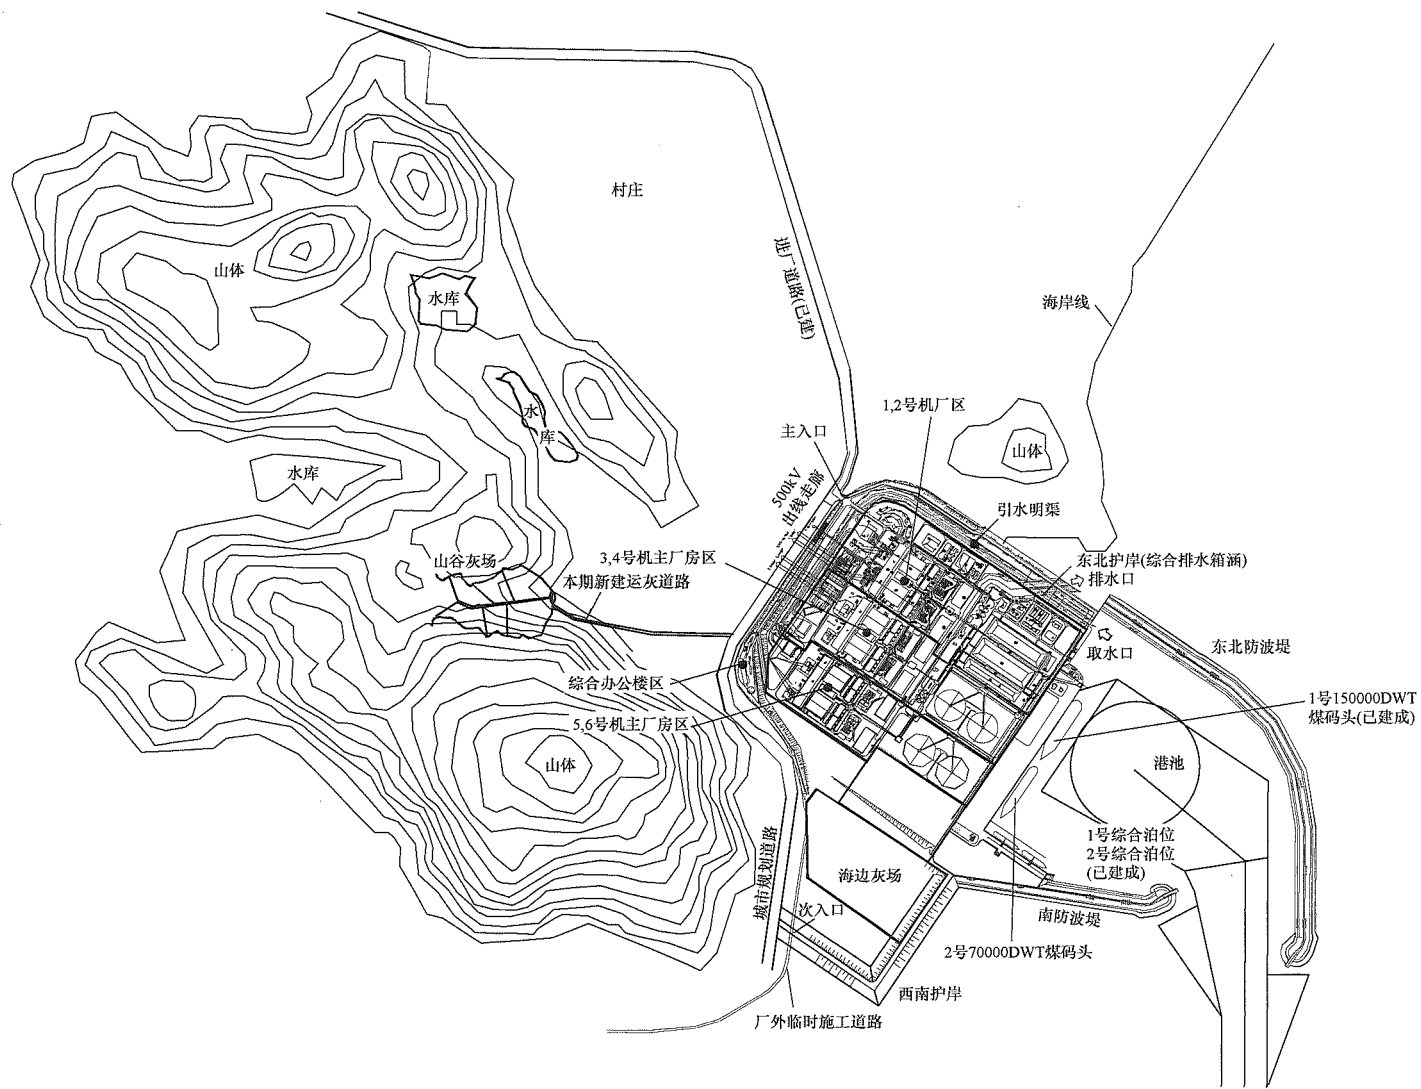 村庄
进厂道路(已建)
山体
水库
海岸线
水
库
1,2号机厂区
主入口
山体
水库
500kV
出线走廊
引水明渠
山谷灰场
3,4号机主厂房区
本期新建运灰道路
东北护岸(综合排水箱涵)
排水口
取水口
东北防波堤
综合办公楼区
5,6号机主厂房区
1号150000DWT
煤码头(已建成)
山体
港池
1号综合泊位
2号综合泊位
(已建成)
城市规划道路
海边灰场
次入口
南防波堤
2号70000DWT煤码头
西南护岸
厂外临时施工道路